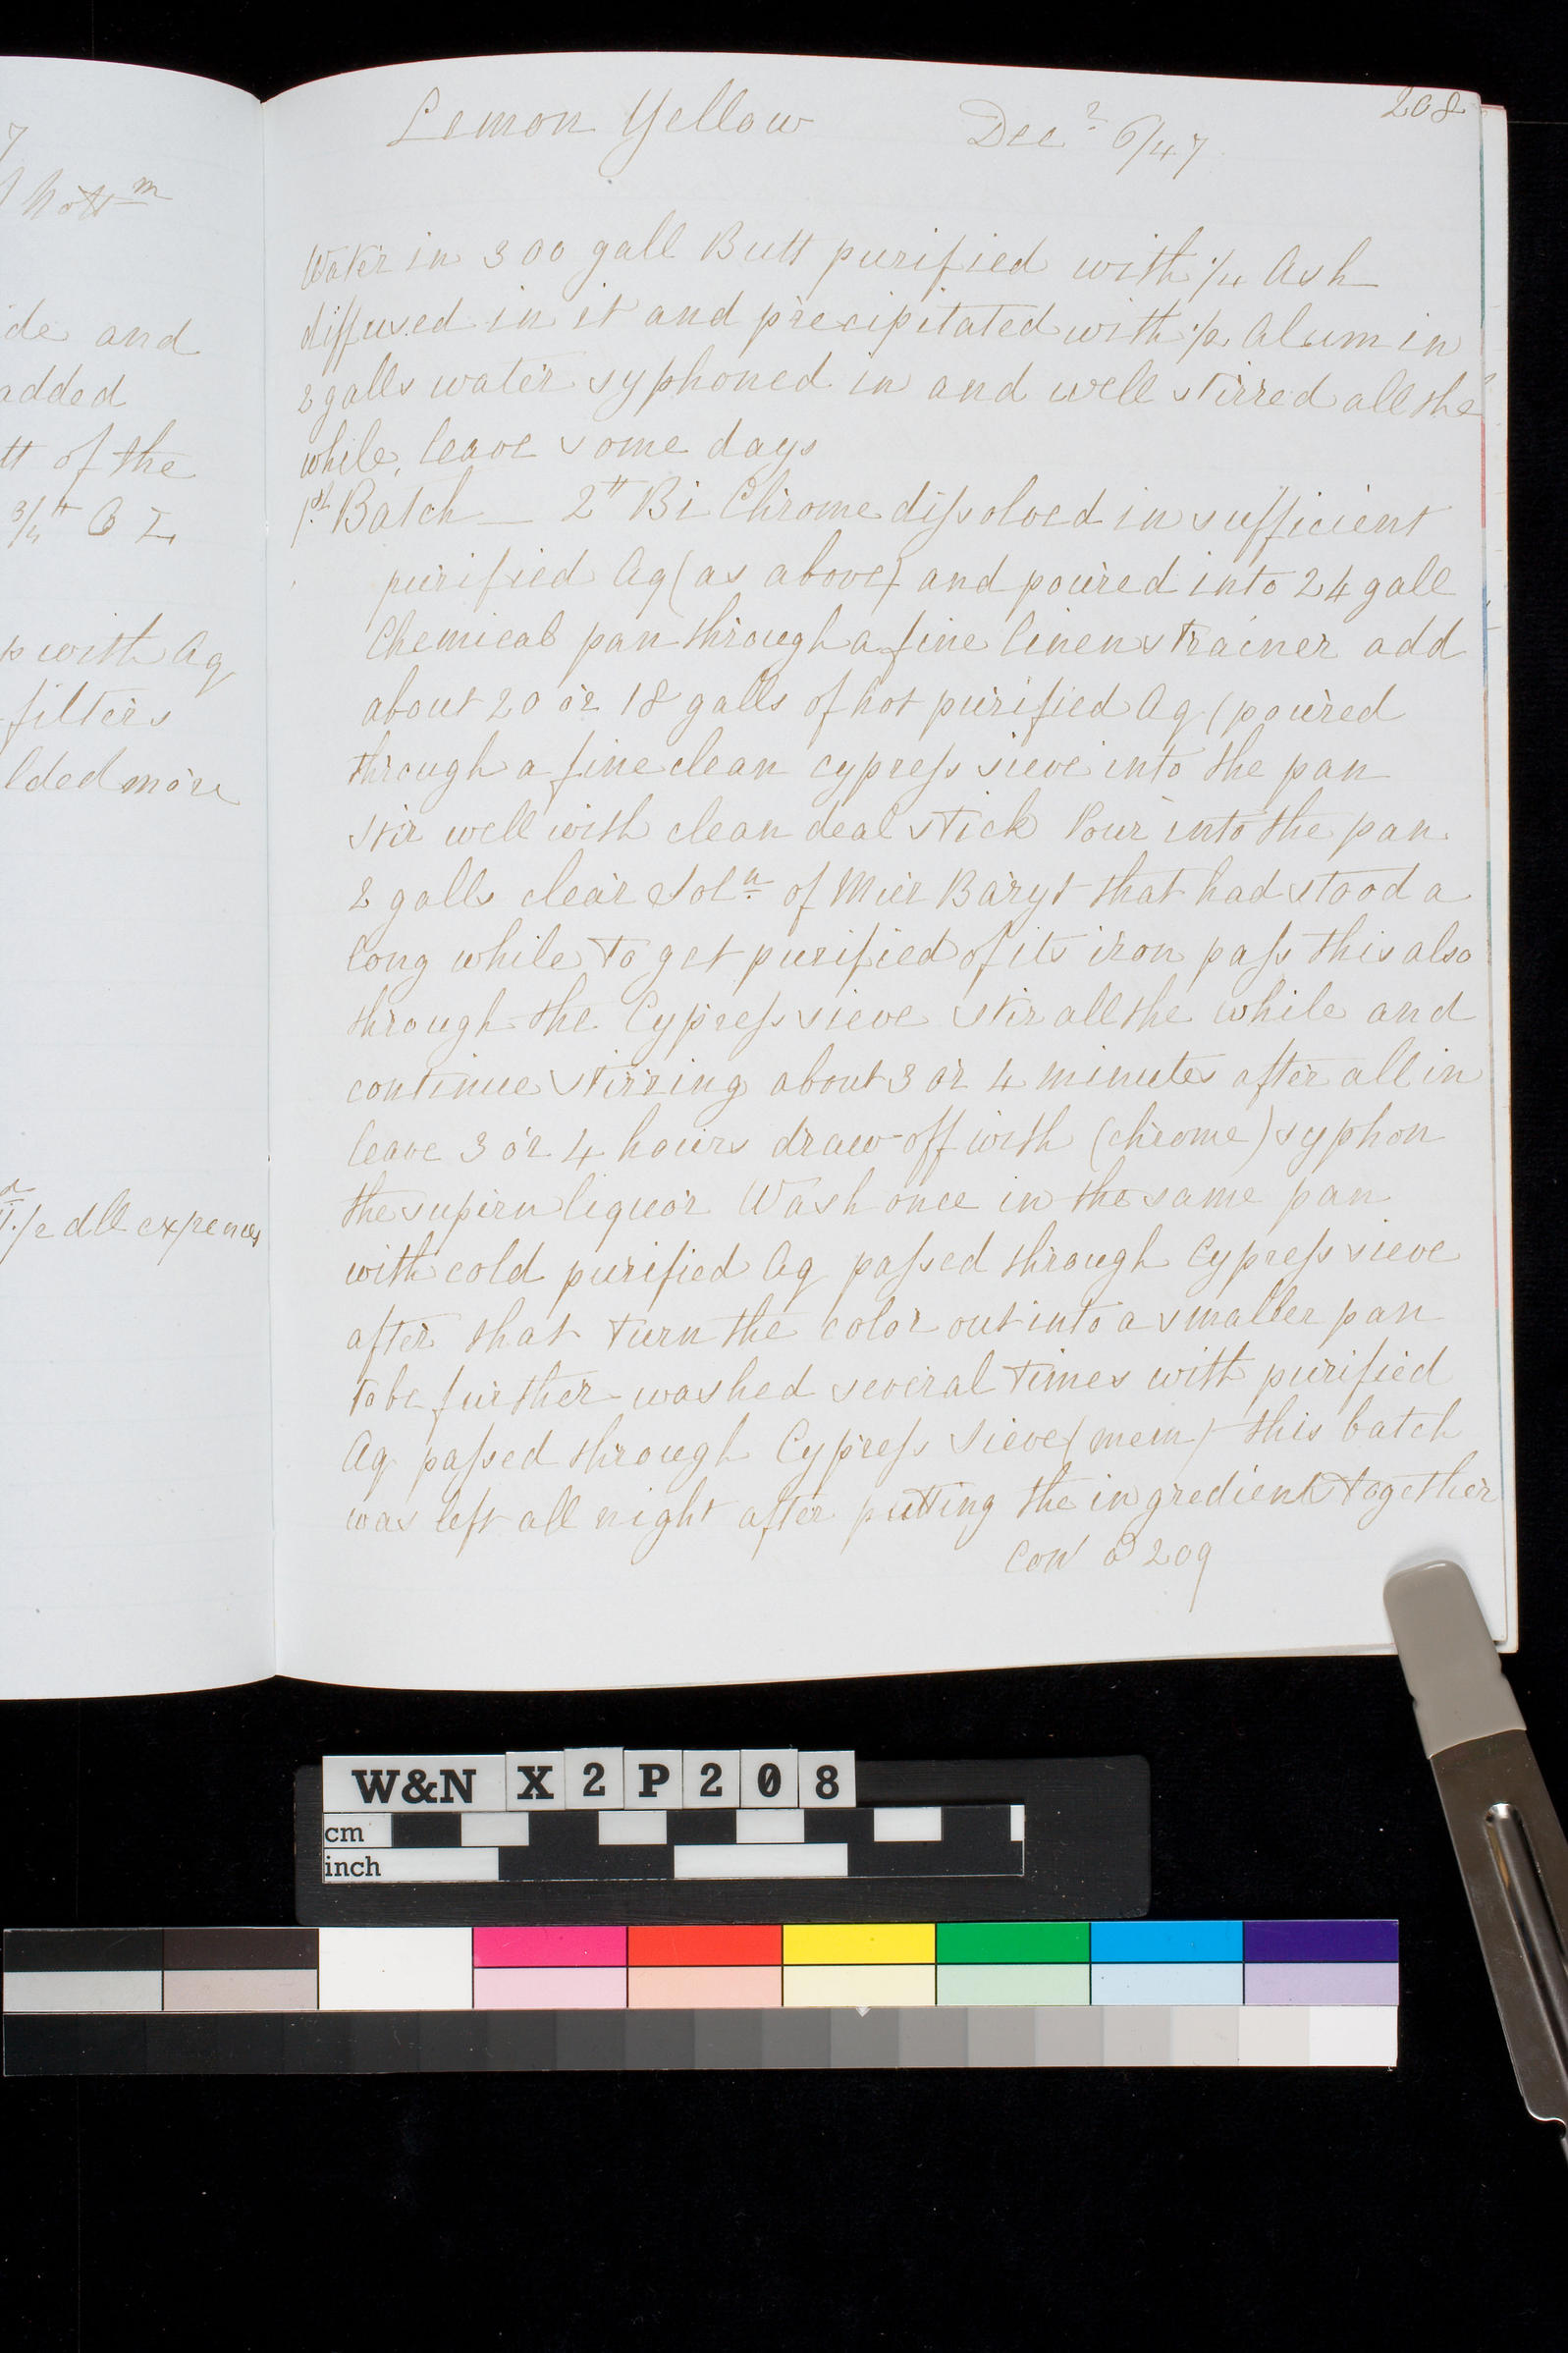 7
Nottm
ide and
added
tt of the
3/4 tt
p with Aq
filters
lded more
1/2 dll expences
208
Lemon Yellow Decr 6/47
Water in 300 gall Butt purified with 1/4 Ash
diffused in it and precipitated with 1/2 Alum in
2 galls water syphoned in and well stirred all the
while, leave some days
1st Batch — 2 tt Bi Chrome dissolved in sufficient
purified Aq (as above) and poured into 24 gall
Chemical pan through a fine linen strainer add
about 20 or 18 galls of hot purified Aq (poured
through a fine clean cypress sieve into the pan
Stir well with clean deal stick Pour into the pan
2 galls clear Soln of Mur Baryt that had stood a
long while to get purified of its iron pass this also
through the Cypress sieve stir all the while and
continue stirring about 3 or 4 minutes after all in
leave 3 or 4 hours draw off with (chrome) syphon
the supern liquor Wash once in the same pan
with cold purified Aq passed through Cypress sieve
after that turn the color out into a smaller pan
to be further washed several times with purified
Aq passed through Cypress Sieve (mem) this batch
was left all night after putting the ingredients together
Con' a 209
W&N X2P208
cm
inch